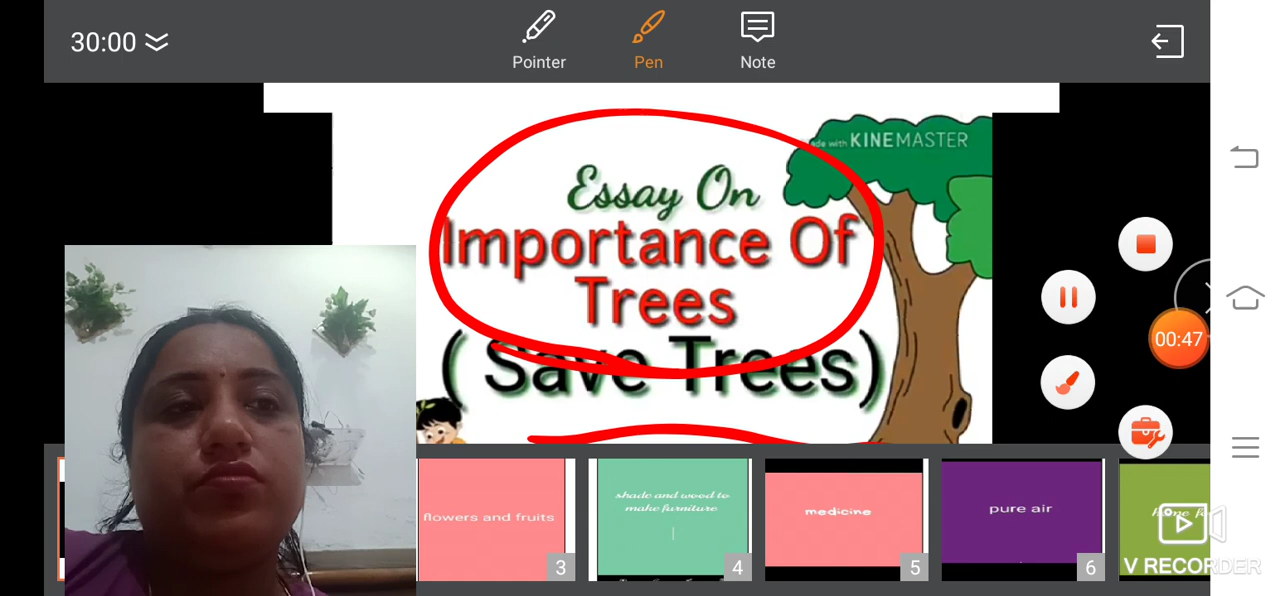 30:00
Pointer
Pen
Note
made with KINEMASTER
Essay On
Importance Of
Trees
( Save Trees)
00:47
flowers and fruits
3
shade and wood to
make furniture
4
medicine
5
pure air
6
V RECORDER